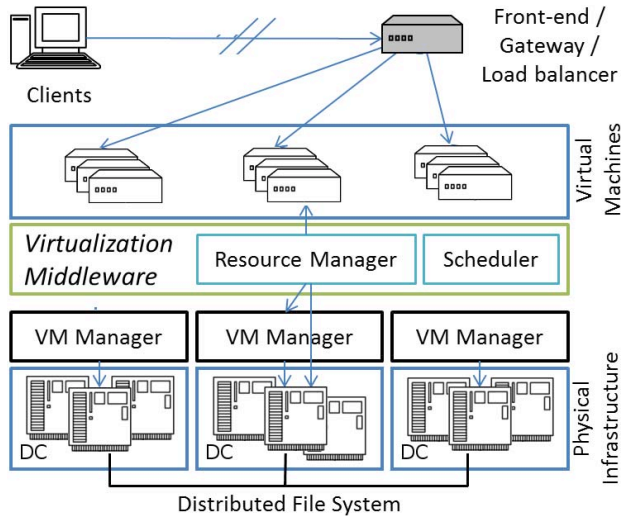 Front-end /
Gateway /
Load balancer
Clients
Virtual
Machines
Virtualization
Middleware
Resource Manager
Scheduler
VM Manager
VM Manager
VM Manager
DC
DC
DC
Physical
Infrastructure
Distributed File System